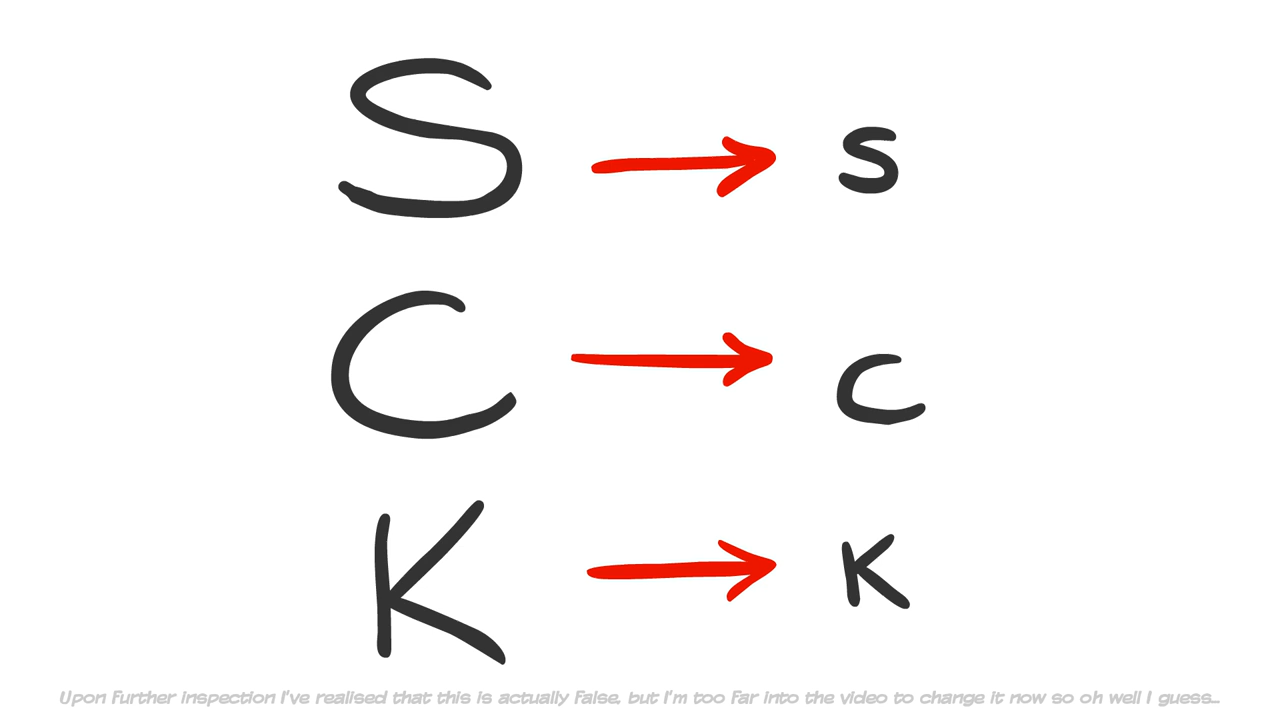 S → s
C → c
K → K
Upon Further inspection I've realised that this is actually False, but I'm too Far into the video to change it now so oh well I guess...